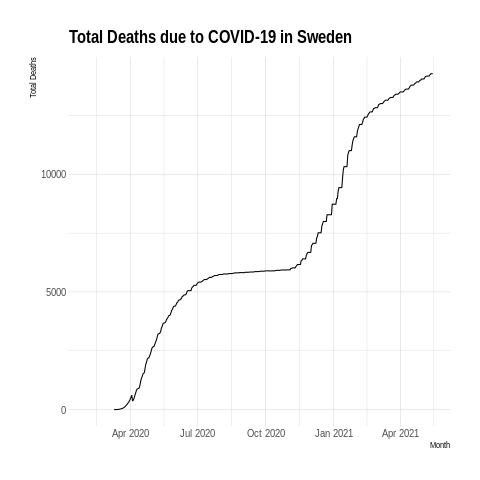 Total Deaths due to COVID-19 in Sweden
Total Deaths
10000
5000
0
Apr 2020 Jul 2020 Oct 2020 Jan 2021 Apr 2021
Month